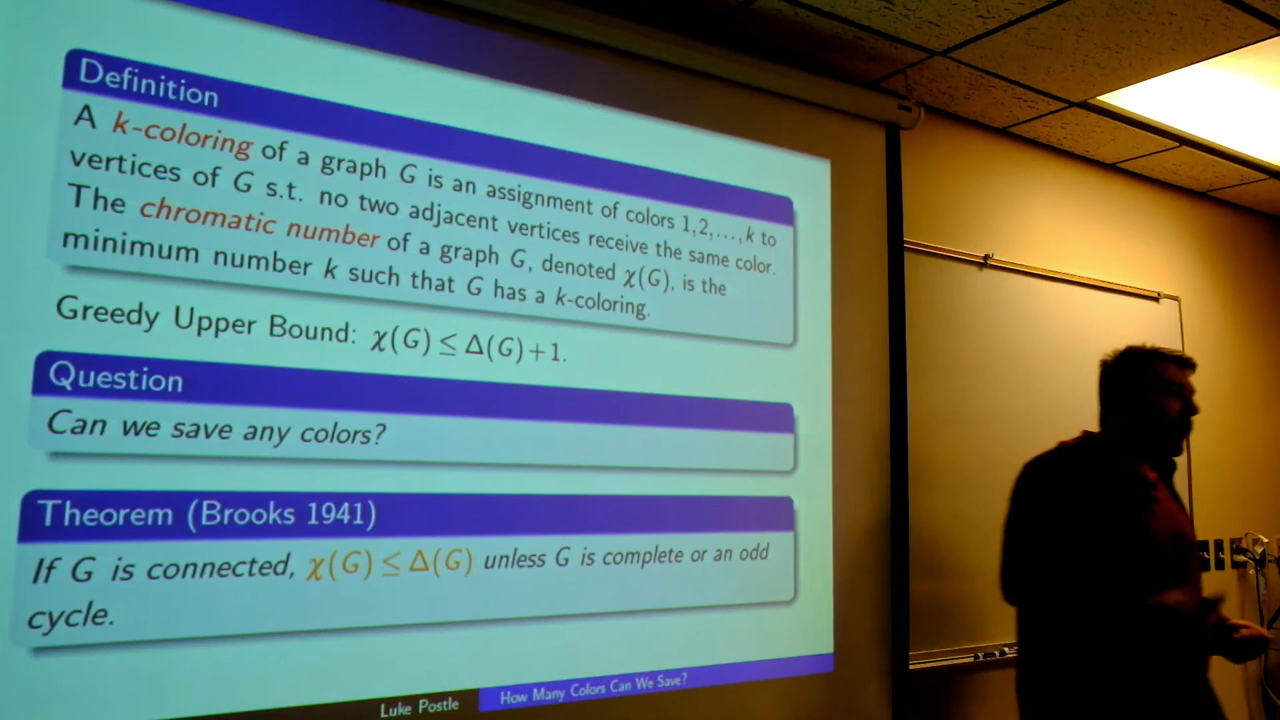 Definition
A k-coloring of a graph G is an assignment of colors 1,2,...,k to
vertices of G s.t. no two adjacent vertices receive the same color.
The chromatic number of a graph G, denoted χ(G), is the
minimum number k such that G has a k-coloring.
Greedy Upper Bound: χ(G) ≤ Δ(G)+1.
Question
Can we save any colors?
Theorem (Brooks 1941)
If G is connected, χ(G) ≤ Δ(G) unless G is complete or an odd
cycle.
Luke Postle How Many Colors Can We Save?